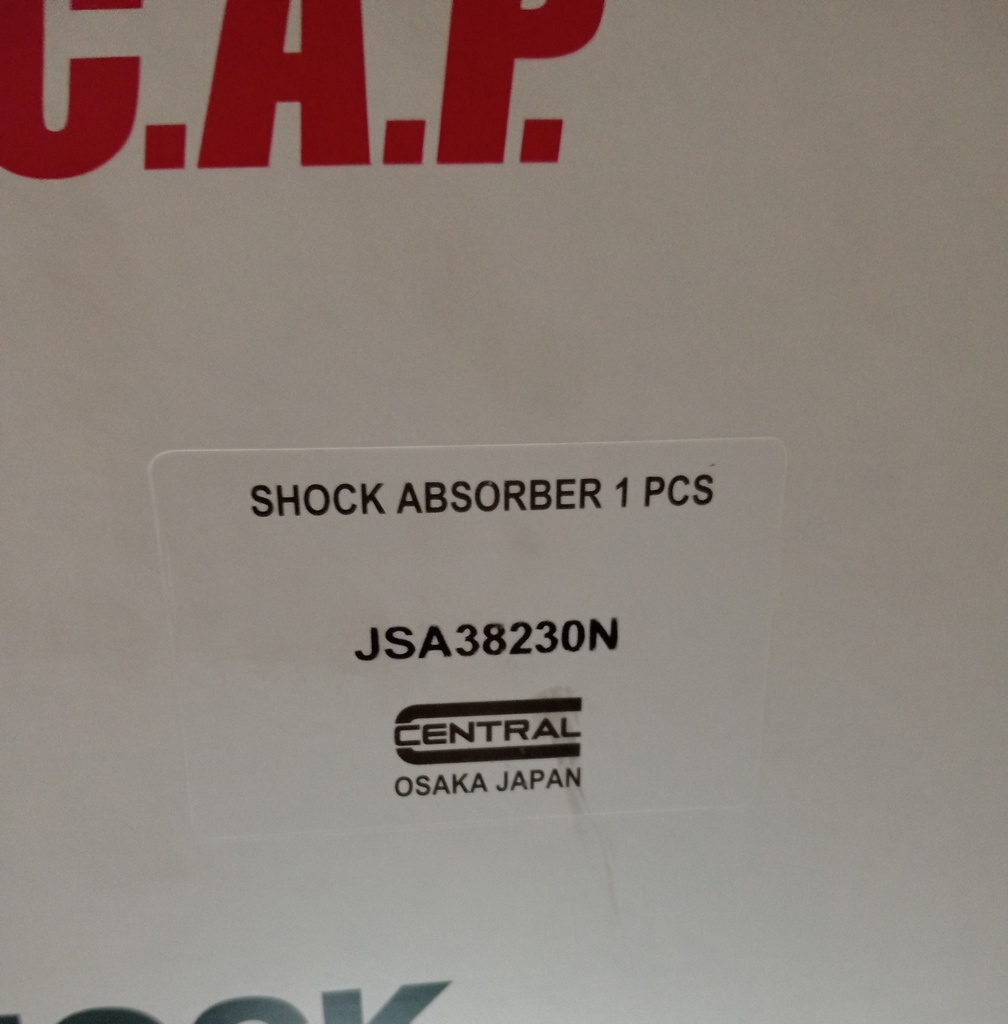 C.A.P.
SHOCK ABSORBER 1 PCS
JSA38230N
CENTRAL
OSAKA JAPAN